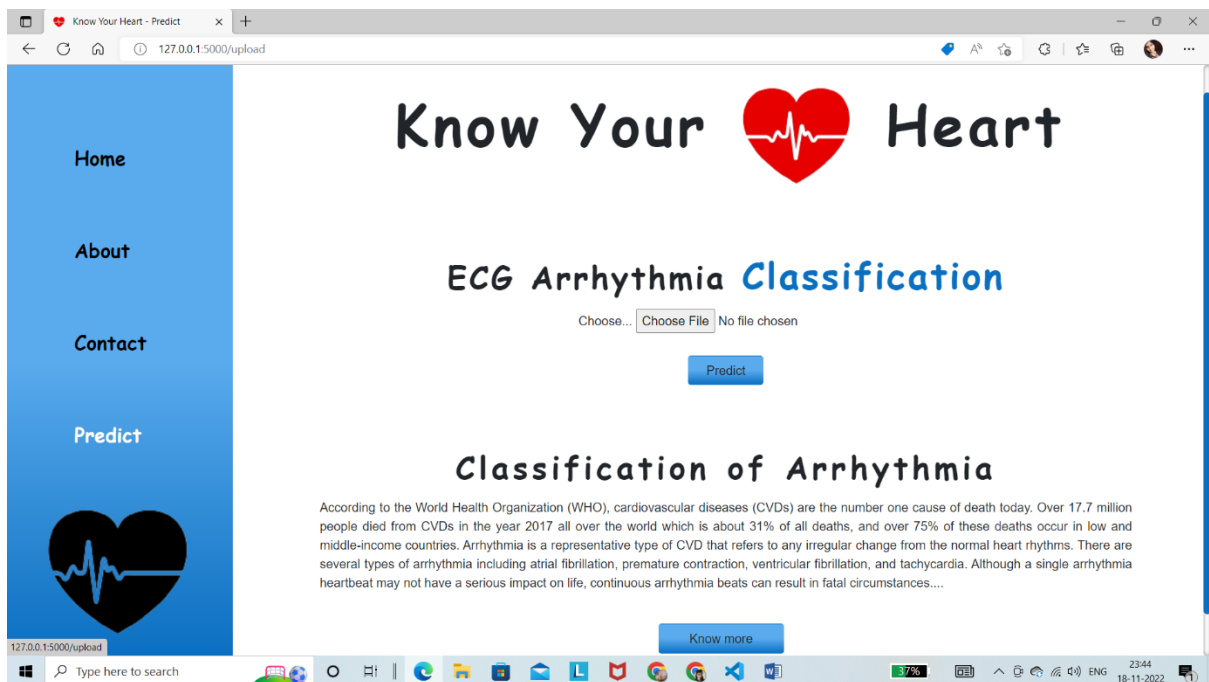 Know Your Heart - Predict
127.0.0.1:5000/upload
Home
About
Contact
Predict
Know Your Heart
ECG Arrhythmia Classification
Choose... Choose File No file chosen
Predict
Classification of Arrhythmia
According to the World Health Organization (WHO), cardiovascular diseases (CVDs) are the number one cause of death today. Over 17.7 million
people died from CVDs in the year 2017 all over the world which is about 31% of all deaths, and over 75% of these deaths occur in low and
middle-income countries. Arrhythmia is a representative type of CVD that refers to any irregular change from the normal heart rhythms. There are
several types of arrhythmia including atrial fibrillation, premature contraction, ventricular fibrillation, and tachycardia. Although a single arrhythmia
heartbeat may not have a serious impact on life, continuous arrhythmia beats can result in fatal circumstances....
Know more
127.0.0.1:5000/upload
Type here to search
37%
ENG
23:44
18-11-2022